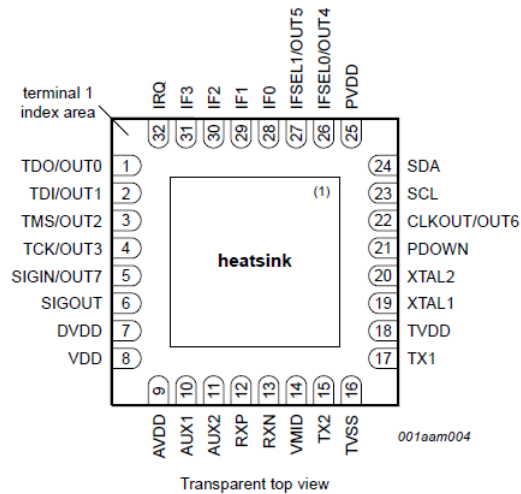 terminal 1
index area
IRQ
IF3
IF2
IF1
IF0
IFSEL1/OUT5
IFSEL0/OUT4
PVDD
32 31 30 29 28 27 26 25
TDO/OUT0 1
TDI/OUT1 2
TMS/OUT2 3
TCK/OUT3 4
SIGIN/OUT7 5
SIGOUT 6
DVDD 7
VDD 8
(1)
heatsink
24 SDA
23 SCL
22 CLKOUT/OUT6
21 PDOWN
20 XTAL2
19 XTAL1
18 TVDD
17 TX1
9 10 11 12 13 14 15 16
AVDD
AUX1
AUX2
RXP
RXN
VMID
TX2
TVSS
001aam004
Transparent top view